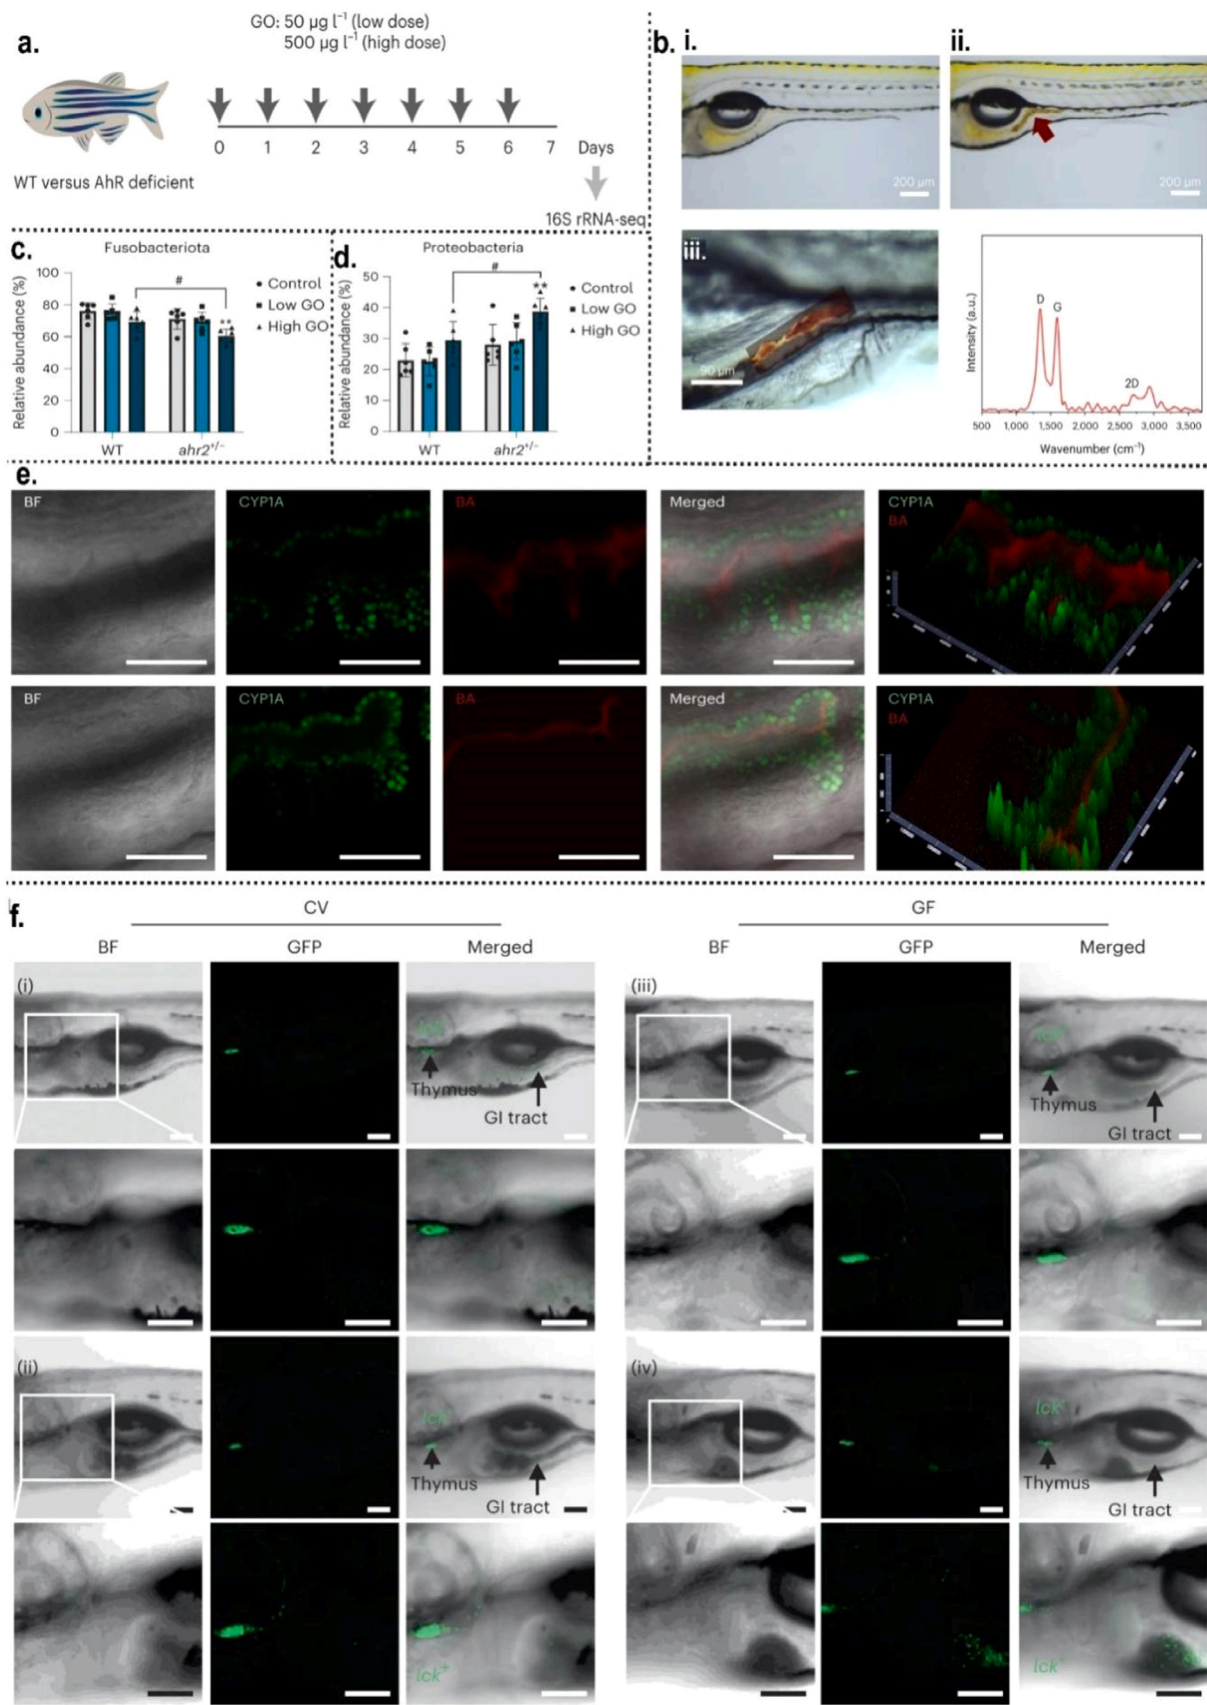 a.
GO: 50 µg l⁻¹ (low dose)
500 µg l⁻¹ (high dose)
0 1 2 3 4 5 6 7 Days
WT versus AhR deficient
16S rRNA-seq
b. i.
200 µm
ii.
200 µm
iii.
90 µm
Intensity (a.u.)
D
G
2D
500 1,000 1,500 2,000 2,500 3,000 3,500
Wavenumber (cm⁻¹)
c.
Fusobacteriota
Relative abundance (%)
100
80
60
40
20
0
#
**
Control
Low GO
High GO
WT ahr2⁺/⁻
d.
Proteobacteria
Relative abundance (%)
50
40
30
20
10
0
#
**
Control
Low GO
High GO
WT ahr2⁺/⁻
e.
BF CYP1A BA Merged CYP1A
BA
BF CYP1A BA Merged CYP1A
BA
f.
CV GF
BF GFP Merged BF GFP Merged
(i)
Thymus
GI tract
(iii)
lck⁺
Thymus
GI tract
(ii)
lck⁺
Thymus
GI tract
(iv)
lck⁺
Thymus
GI tract
lck⁺
lck⁺